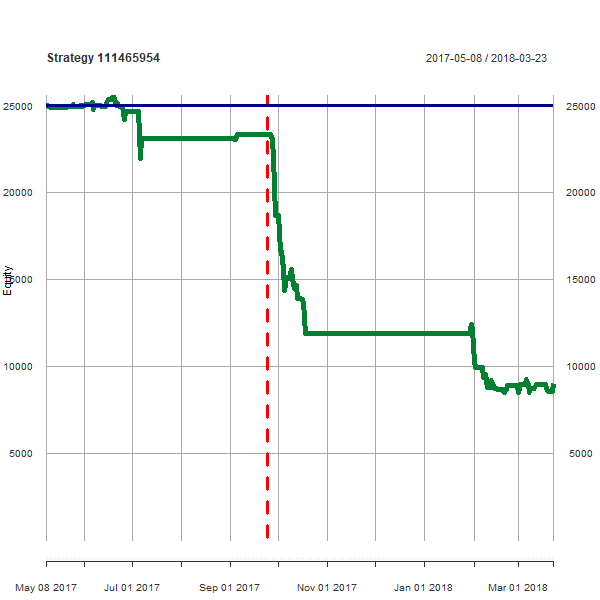 Strategy 111465954
2017-05-08 / 2018-03-23
25000 25000
20000 20000
Equity
15000 15000
10000 10000
5000 5000
May 08 2017 Jul 01 2017 Sep 01 2017 Nov 01 2017 Jan 01 2018 Mar 01 2018